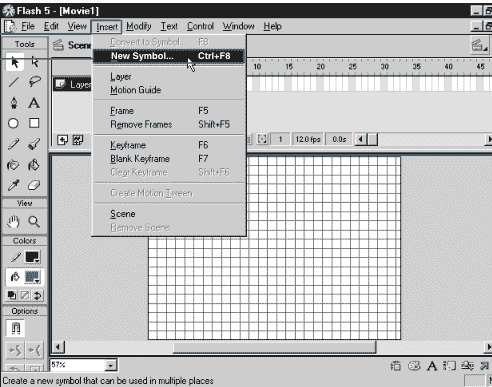 Flash 5 - [Movie1]
File Edit View Insert Modify Text Control Window Help
Tools
Convert to Symbol... F8
New Symbol... Ctrl+F8
Layer
Motion Guide
Frame F5
Remove Frames Shift+F5
Keyframe F6
Blank Keyframe F7
Clear Keyframe Shift+F6
Create Motion Tween
Scene
Remove Scene
Scene
Layer
10 15 20 25 30 35 40 45
1 12.0 fps 0.0s
A
View
Colors
Options
57%
A
Create a new symbol that can be used in multiple places